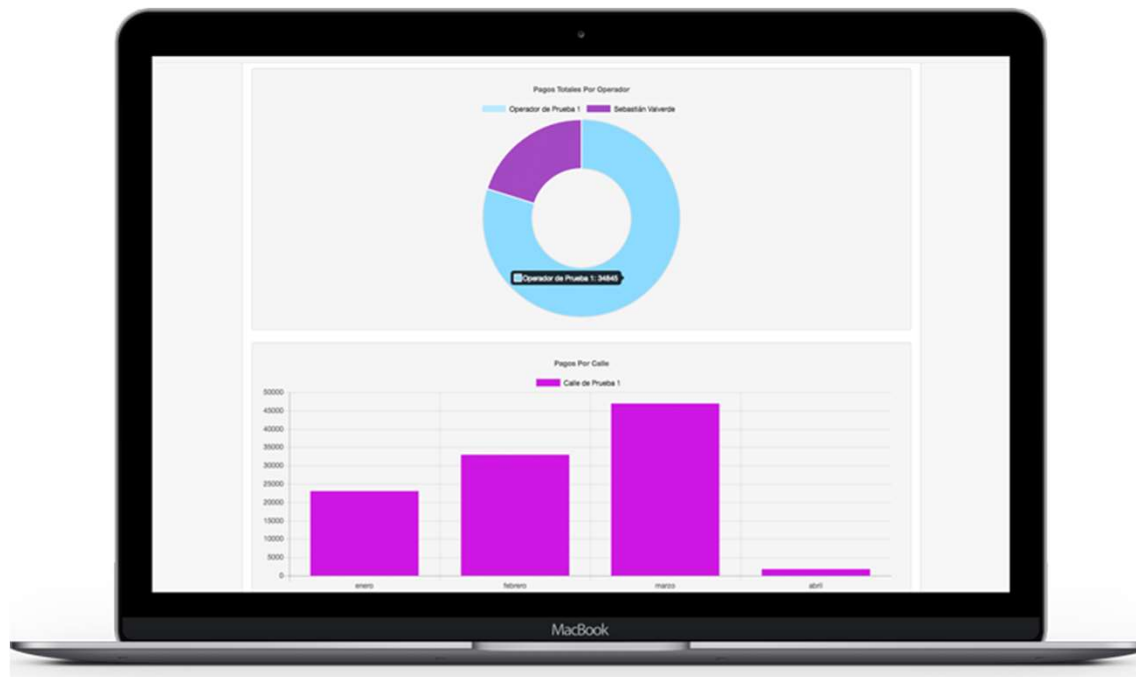 Pagos Totales Por Operador
Operador de Prueba 1 Sebastián Valverde
Operador de Prueba 1: 34845
Pagos Por Calle
Calle de Prueba 1
50000
45000
40000
35000
30000
25000
20000
15000
10000
5000
0
enero febrero marzo abril
MacBook